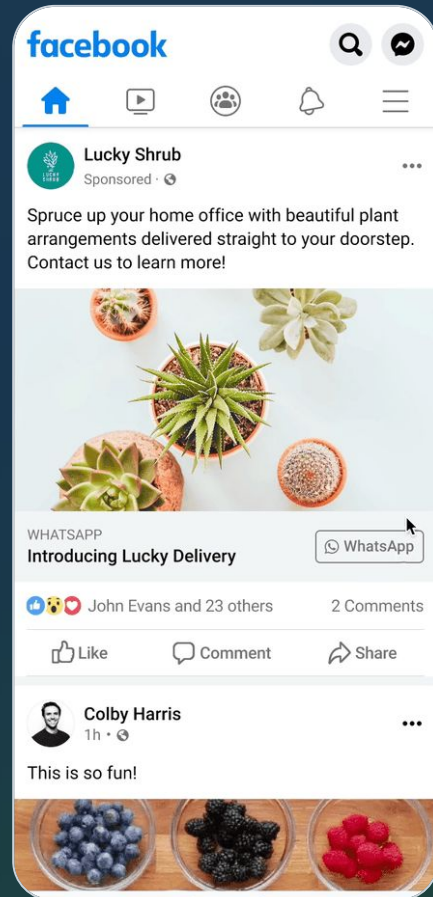 facebook
Lucky Shrub
Sponsored ·
Spruce up your home office with beautiful plant
arrangements delivered straight to your doorstep.
Contact us to learn more!
WHATSAPP
Introducing Lucky Delivery
WhatsApp
John Evans and 23 others
2 Comments
Like
Comment
Share
Colby Harris
1h ·
This is so fun!